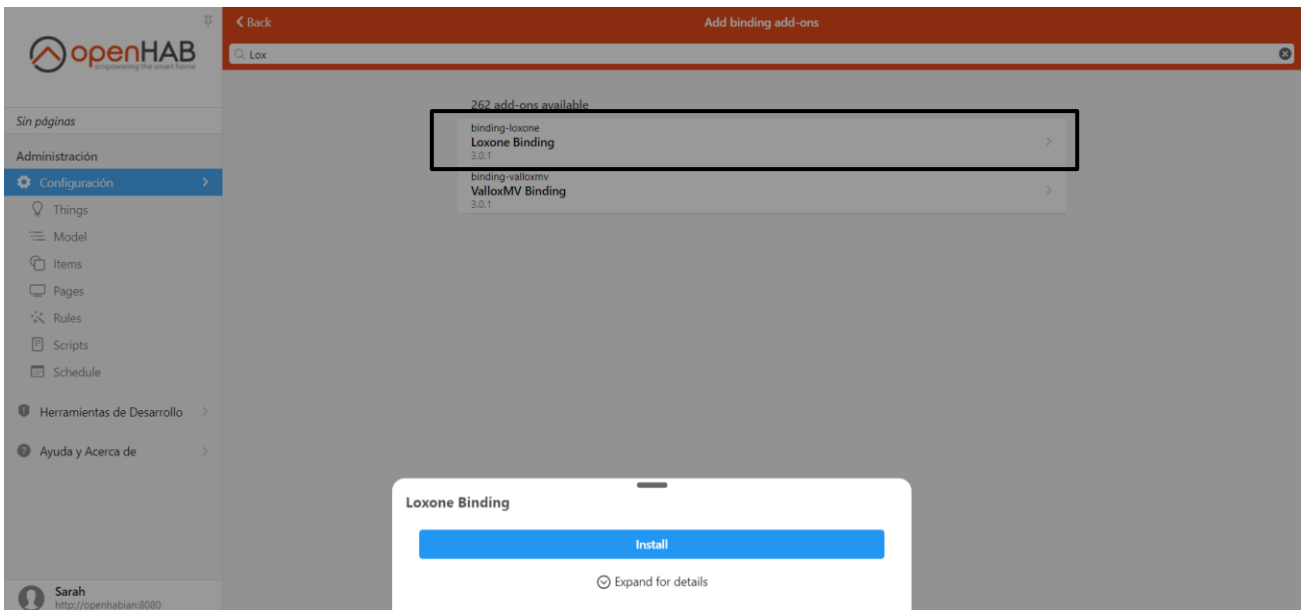 openHAB
empowering the smart home
Sin páginas
Administración
Configuración
Things
Model
Items
Pages
Rules
Scripts
Schedule
Herramientas de Desarrollo
Ayuda y Acerca de
Sarah
http://openhabian:8080
Back
Add binding add-ons
Lox
262 add-ons available
binding-loxone
Loxone Binding
3.0.1
binding-valloxmv
ValloxMV Binding
3.0.1
Loxone Binding
Install
Expand for details